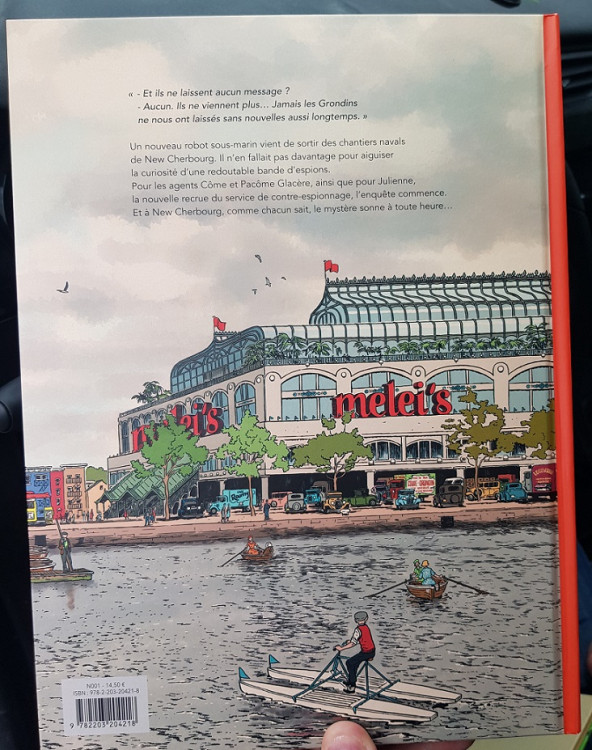 « - Et ils ne laissent aucun message ?
- Aucun. Ils ne viennent plus... Jamais les Grondins
ne nous ont laissés sans nouvelles aussi longtemps. »
Un nouveau robot sous-marin vient de sortir des chantiers navals
de New Cherbourg. Il n'en fallait pas davantage pour aiguiser
la curiosité d'une redoutable bande d'espions.
Pour les agents Côme et Pacôme Glacère, ainsi que pour Julienne,
la nouvelle recrue du service de contre-espionnage, l'enquête commence.
Et à New Cherbourg, comme chacun sait, le mystère sonne à toute heure...
melei's
melei's
N001 - 14,50 €
ISBN : 978-2-203-20421-8
9 782203 204218